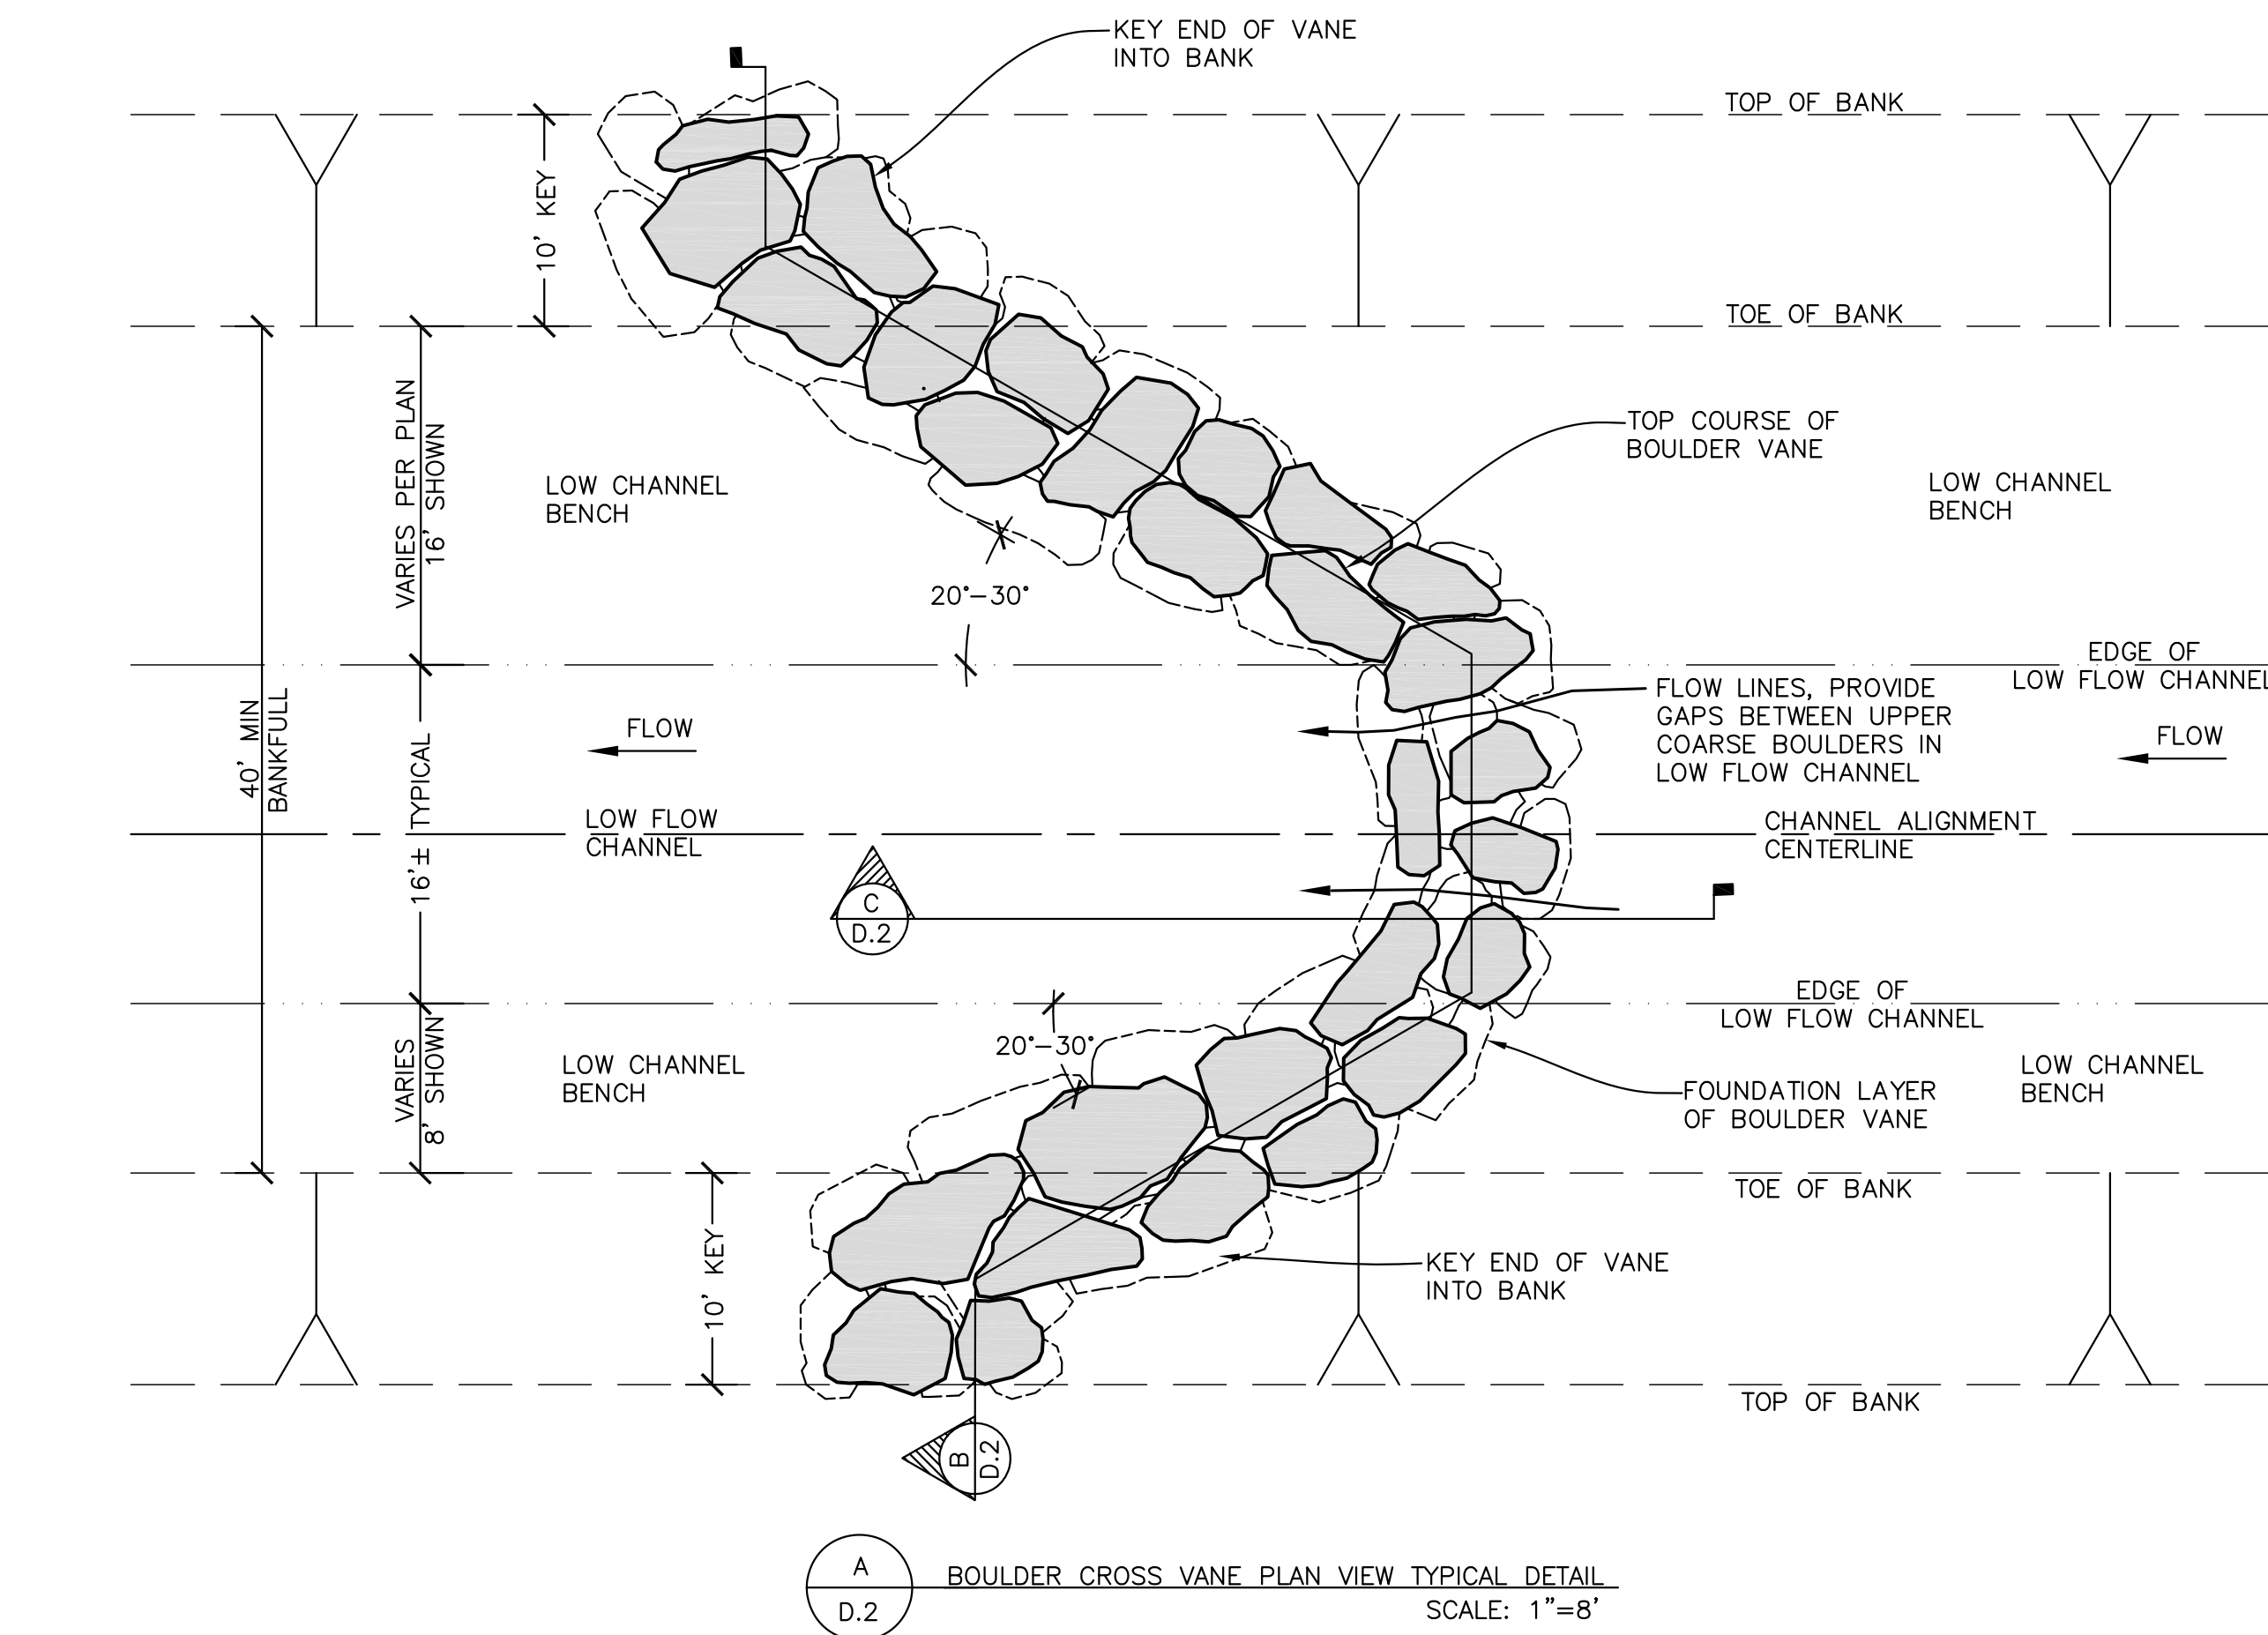 KEY END OF VANE
INTO BANK
TOP OF BANK
10' KEY
TOE OF BANK
VARIES PER PLAN
16' SHOWN
TOP COURSE OF
BOULDER VANE
LOW CHANNEL
BENCH
LOW CHANNEL
BENCH
20°-30°
EDGE OF
LOW FLOW CHANNEL
FLOW LINES, PROVIDE
GAPS BETWEEN UPPER
COARSE BOULDERS IN
LOW FLOW CHANNEL
40' MIN
BANKFULL
16'± TYPICAL
FLOW
FLOW
LOW FLOW
CHANNEL
CHANNEL ALIGNMENT
CENTERLINE
C
D.2
EDGE OF
LOW FLOW CHANNEL
VARIES
8' SHOWN
20°-30°
LOW CHANNEL
BENCH
LOW CHANNEL
BENCH
FOUNDATION LAYER
OF BOULDER VANE
TOE OF BANK
10' KEY
KEY END OF VANE
INTO BANK
TOP OF BANK
B
D.2
A
D.2
BOULDER CROSS VANE PLAN VIEW TYPICAL DETAIL
SCALE: 1"=8'